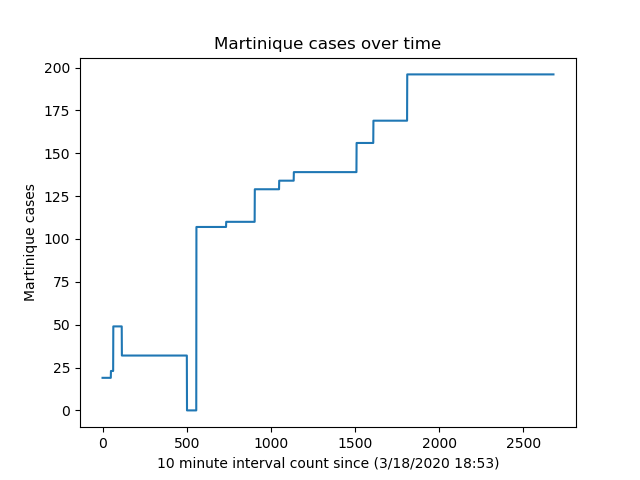 Martinique cases over time
200
175
150
125
100
75
50
25
0
Martinique cases
0 500 1000 1500 2000 2500
10 minute interval count since (3/18/2020 18:53)